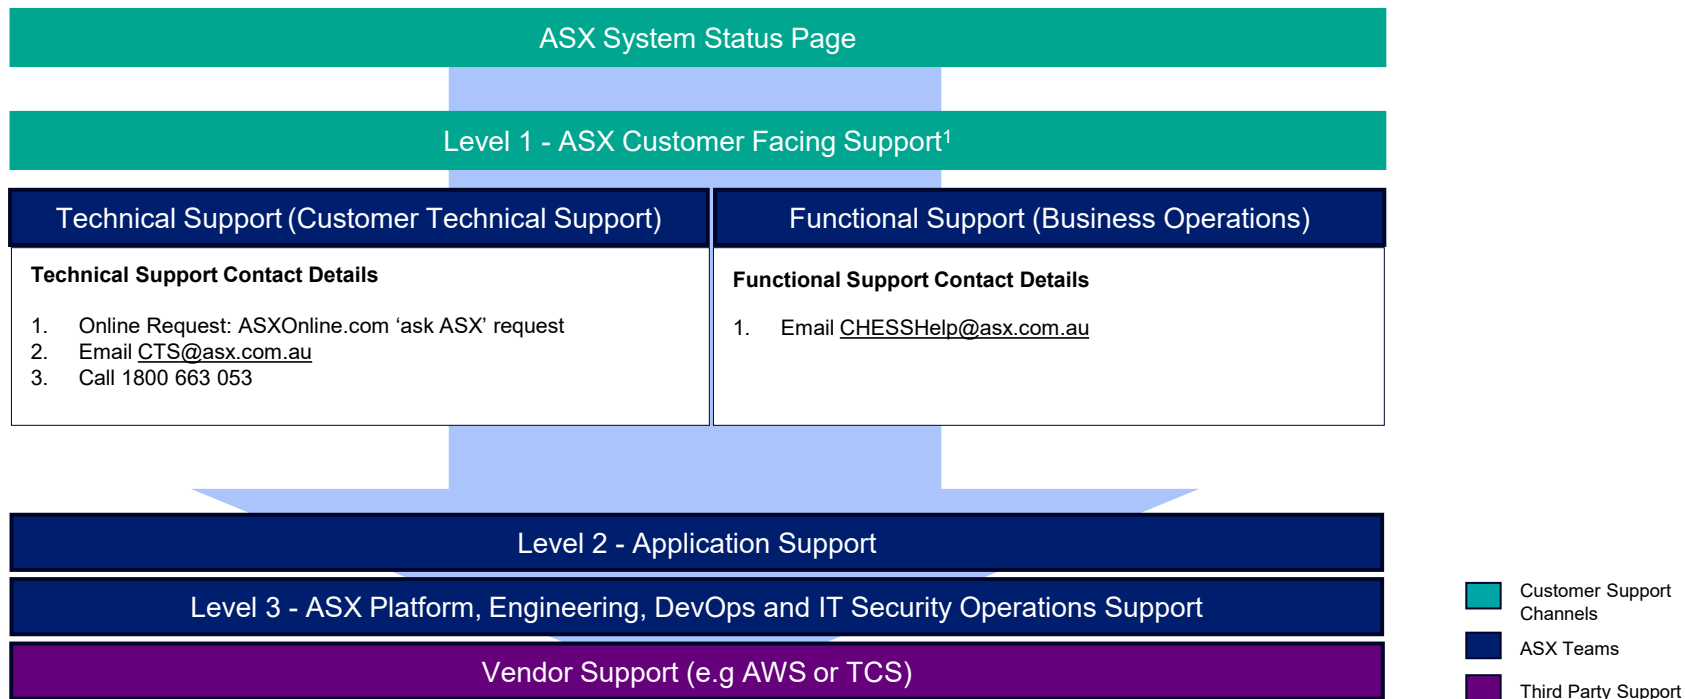 ASX System Status Page
Level 1 - ASX Customer Facing Support¹
Technical Support (Customer Technical Support)
Functional Support (Business Operations)
Technical Support Contact Details
1. Online Request: ASXOnline.com ‘ask ASX’ request
2. Email CTS@asx.com.au
3. Call 1800 663 053
Functional Support Contact Details
1. Email CHESSHelp@asx.com.au
Level 2 - Application Support
Level 3 - ASX Platform, Engineering, DevOps and IT Security Operations Support
Vendor Support (e.g AWS or TCS)
Customer Support
Channels
ASX Teams
Third Party Support